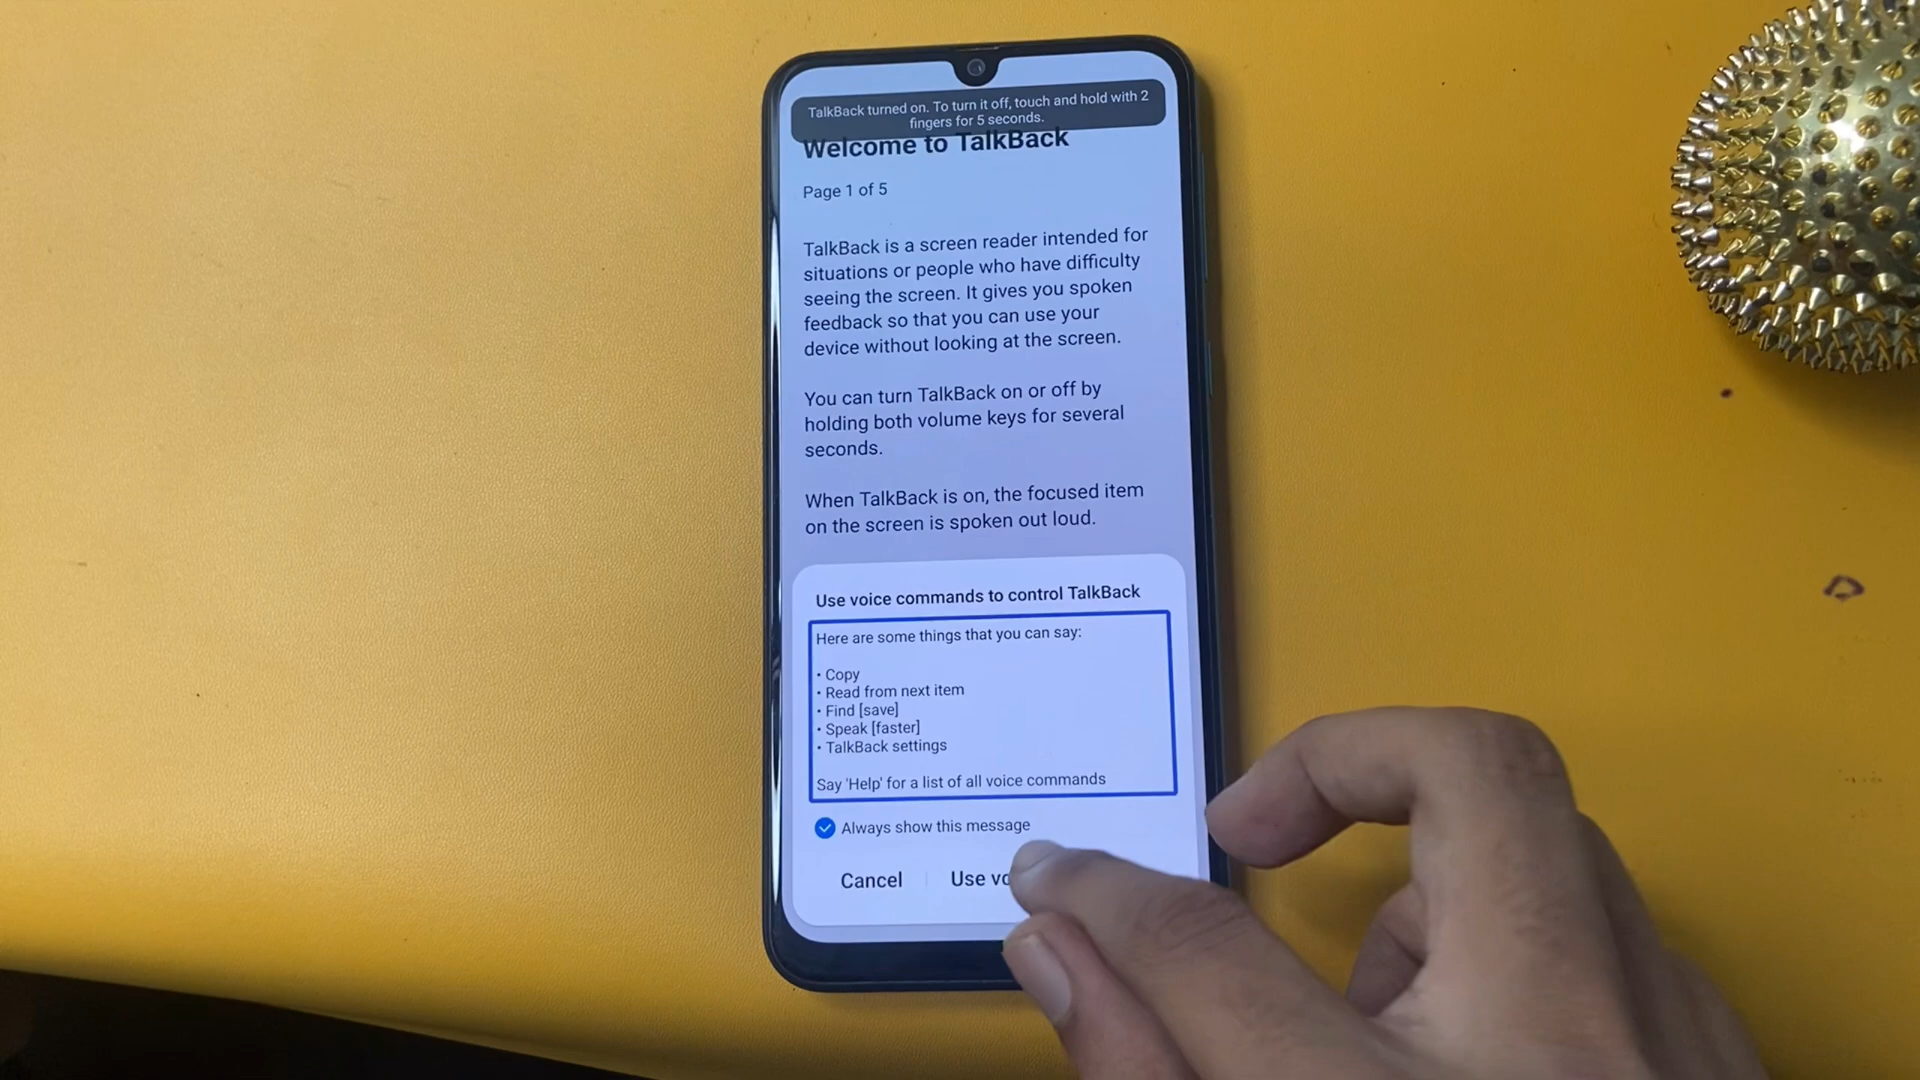 TalkBack turned on. To turn it off, touch and hold with 2
fingers for 5 seconds.
Welcome to TalkBack
Page 1 of 5
TalkBack is a screen reader intended for
situations or people who have difficulty
seeing the screen. It gives you spoken
feedback so that you can use your
device without looking at the screen.
You can turn TalkBack on or off by
holding both volume keys for several
seconds.
When TalkBack is on, the focused item
on the screen is spoken out loud.
Use voice commands to control TalkBack
Here are some things that you can say:
• Copy
• Read from next item
• Find [save]
• Speak [faster]
• TalkBack settings
Say 'Help' for a list of all voice commands
Always show this message
Cancel
Use